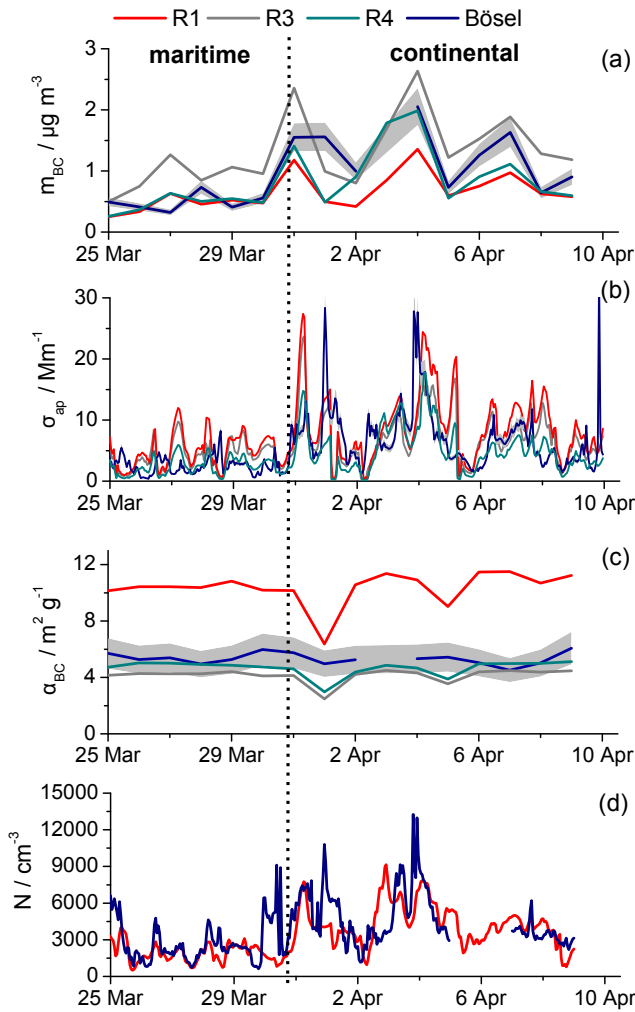 R1 R3 R4 Bösel
maritime continental (a)
m_BC / µg m⁻³
3
2
1
0
25 Mar 29 Mar 2 Apr 6 Apr 10 Apr
(b)
σ_ap / Mm⁻¹
30
20
10
0
25 Mar 29 Mar 2 Apr 6 Apr 10 Apr
(c)
α_BC / m² g⁻¹
12
8
4
0
25 Mar 29 Mar 2 Apr 6 Apr 10 Apr
(d)
N / cm⁻³
15000
12000
9000
6000
3000
0
25 Mar 29 Mar 2 Apr 6 Apr 10 Apr